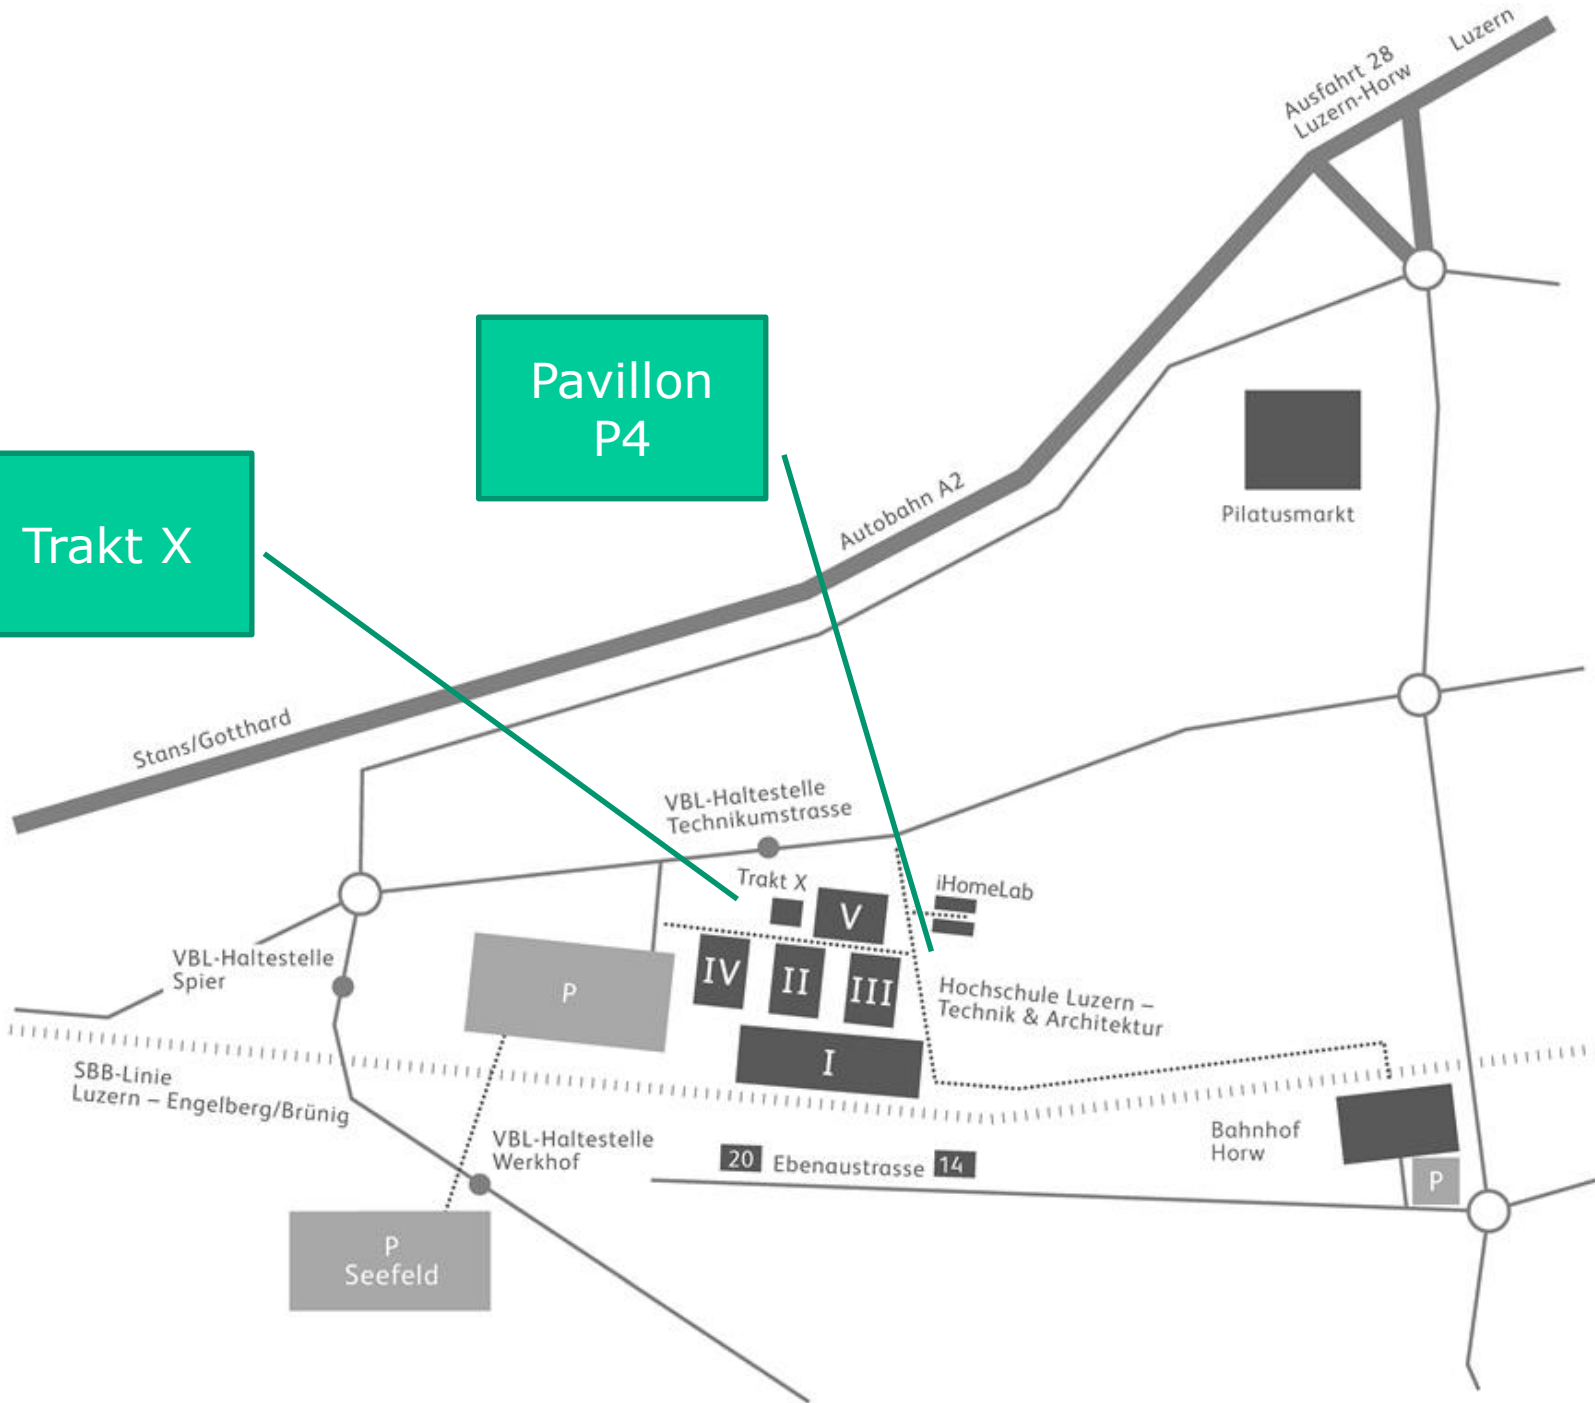 Luzern
Ausfahrt 28
Luzern-Horw
Pavillon
P4
Trakt X
Autobahn A2
Pilatusmarkt
Stans/Gotthard
VBL-Haltestelle
Technikumstrasse
Trakt X
iHomeLab
V
VBL-Haltestelle
Spier
P
IV
II
III
Hochschule Luzern –
Technik & Architektur
I
SBB-Linie
Luzern – Engelberg/Brünig
VBL-Haltestelle
Werkhof
20 Ebenaustrasse 14
Bahnhof
Horw
P
P
Seefeld